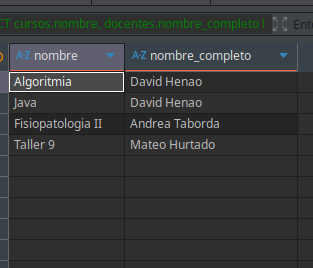 CT cursos.nombre, docentes.nombre_completo
A-Z nombre A-Z nombre_completo
Algoritmia David Henao
Java David Henao
Fisiopatologia II Andrea Taborda
Taller 9 Mateo Hurtado